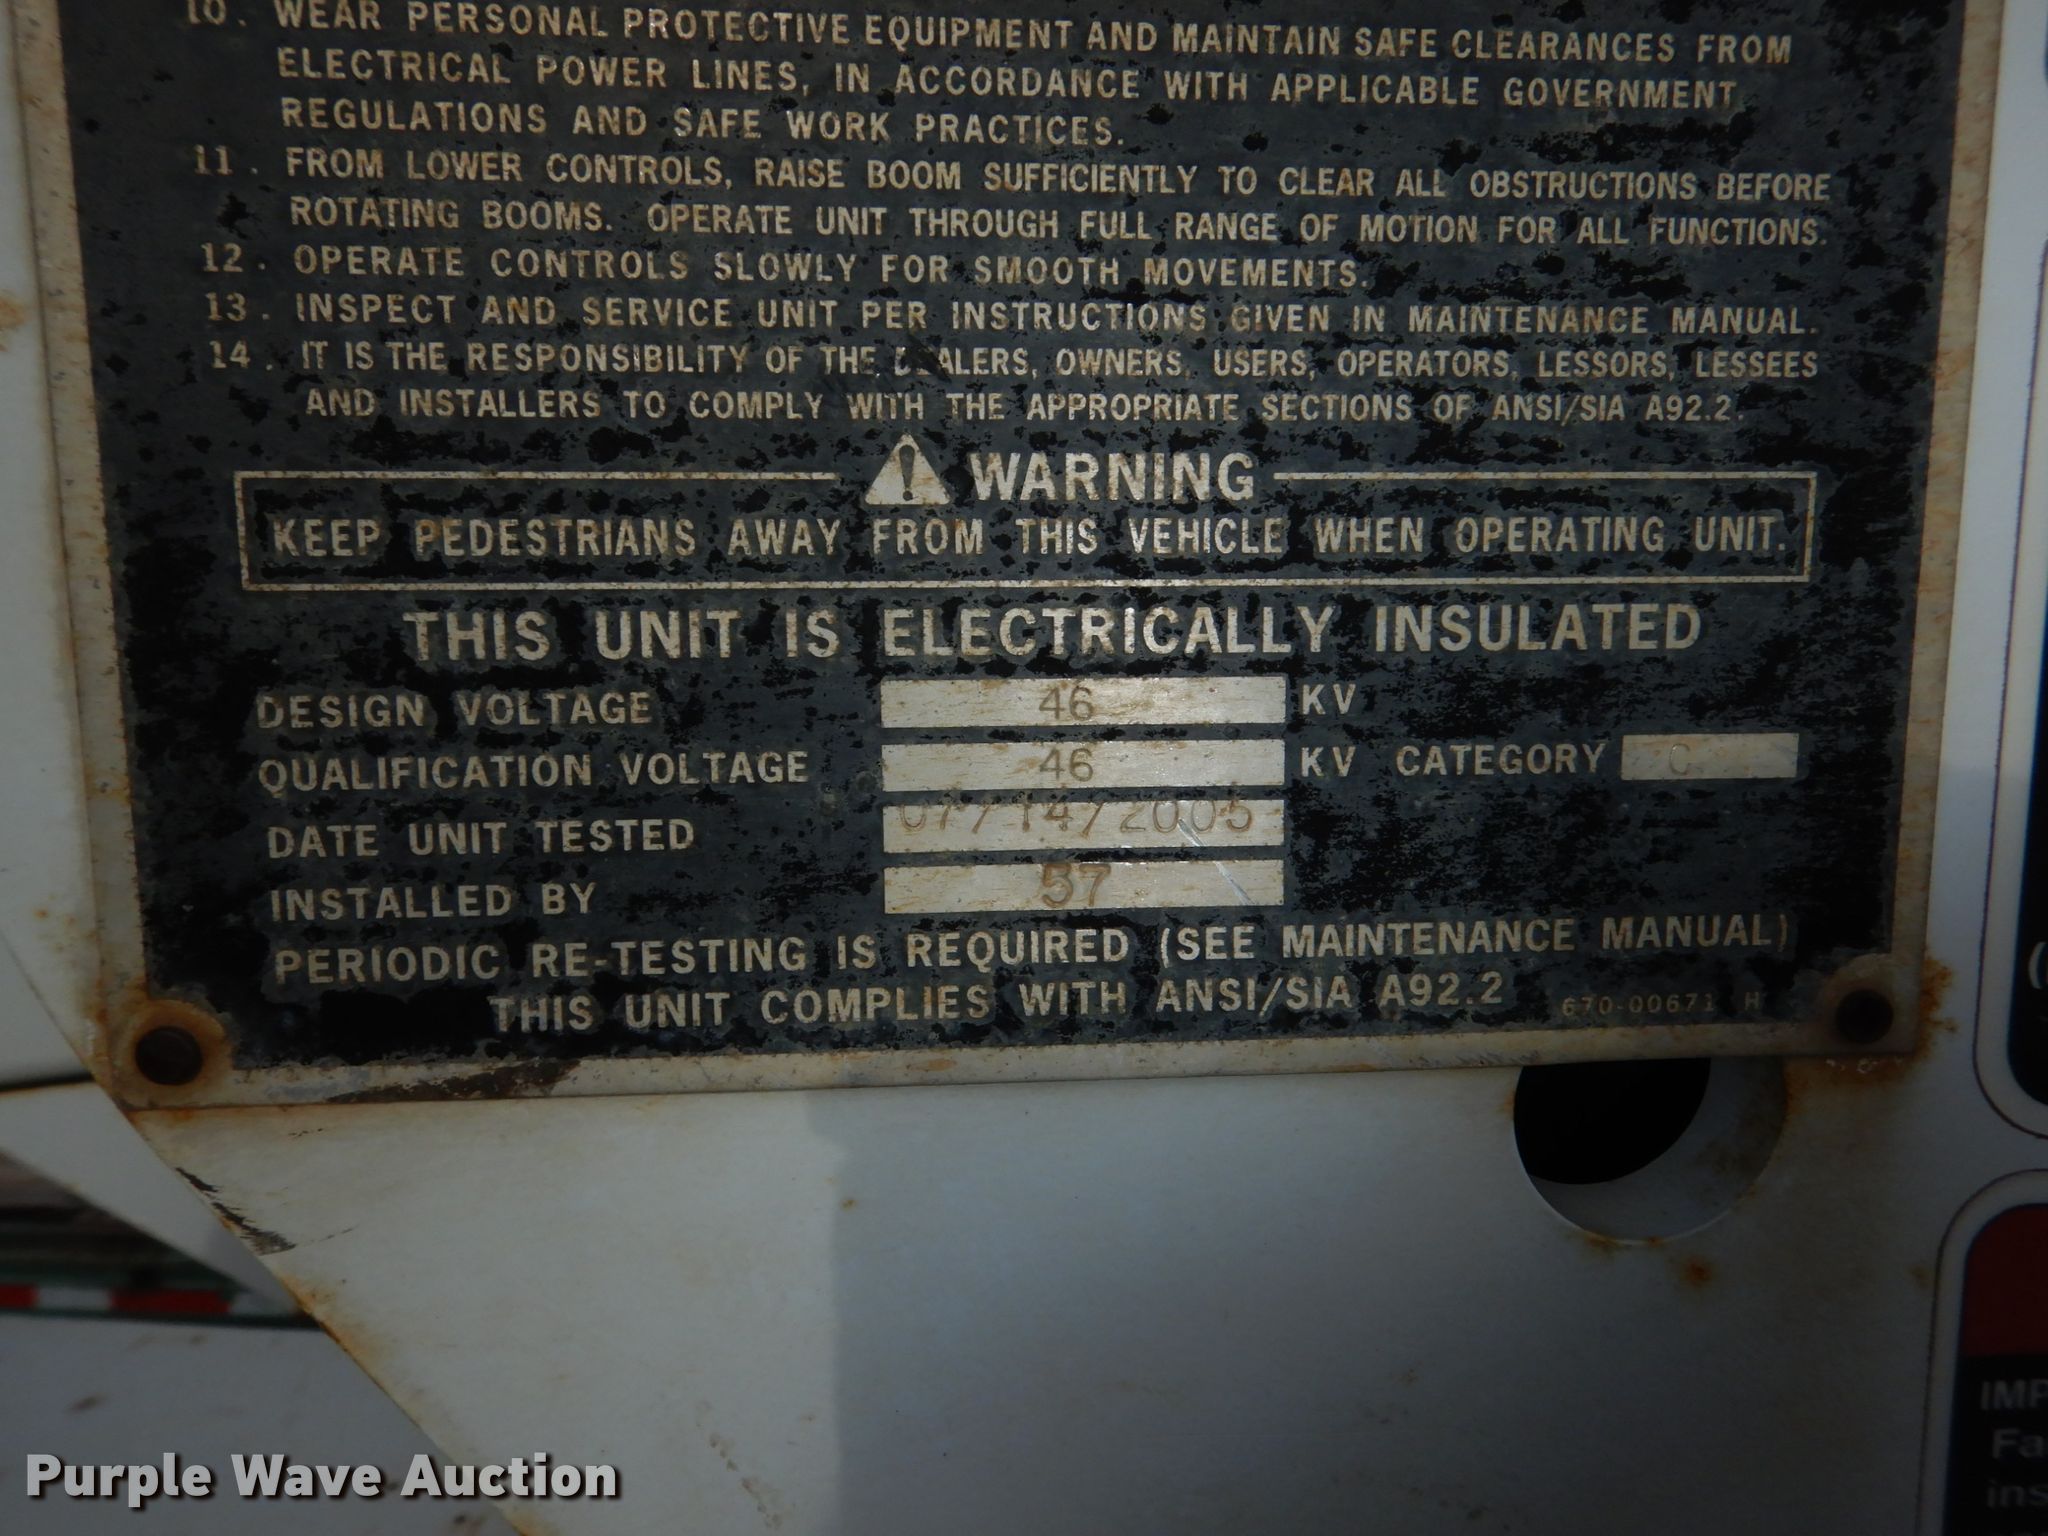 10. WEAR PERSONAL PROTECTIVE EQUIPMENT AND MAINTAIN SAFE CLEARANCES FROM
ELECTRICAL POWER LINES, IN ACCORDANCE WITH APPLICABLE GOVERNMENT
REGULATIONS AND SAFE WORK PRACTICES.
11. FROM LOWER CONTROLS, RAISE BOOM SUFFICIENTLY TO CLEAR ALL OBSTRUCTIONS BEFORE
ROTATING BOOMS. OPERATE UNIT THROUGH FULL RANGE OF MOTION FOR ALL FUNCTIONS.
12. OPERATE CONTROLS SLOWLY FOR SMOOTH MOVEMENTS.
13. INSPECT AND SERVICE UNIT PER INSTRUCTIONS GIVEN IN MAINTENANCE MANUAL.
14. IT IS THE RESPONSIBILITY OF THE DEALERS, OWNERS, USERS, OPERATORS, LESSORS, LESSEES
AND INSTALLERS TO COMPLY WITH THE APPROPRIATE SECTIONS OF ANSI/SIA A92.2.
WARNING
KEEP PEDESTRIANS AWAY FROM THIS VEHICLE WHEN OPERATING UNIT.
THIS UNIT IS ELECTRICALLY INSULATED
DESIGN VOLTAGE 46 KV
QUALIFICATION VOLTAGE 46 KV CATEGORY C
DATE UNIT TESTED 07/14/2005
INSTALLED BY 57
PERIODIC RE-TESTING IS REQUIRED (SEE MAINTENANCE MANUAL)
THIS UNIT COMPLIES WITH ANSI/SIA A92.2 670-00671 H
Purple Wave Auction